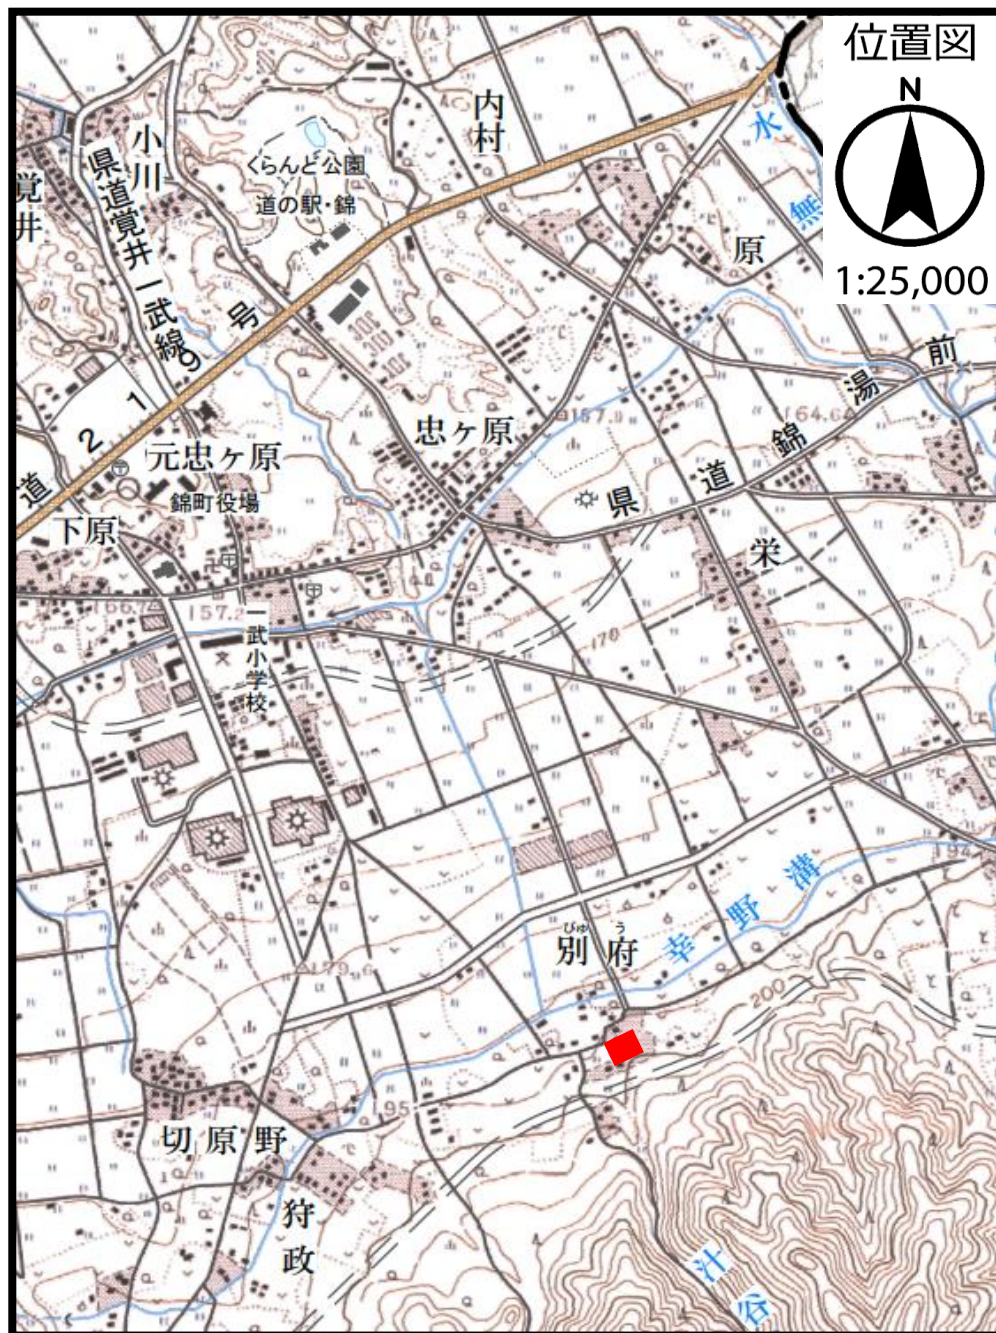 位置図
N
1:25,000
内村
小川
覚井
県道覚井一武線
くらんど公園
道の駅・錦
水無
原
道219号
忠ヶ原
元忠ヶ原
錦町役場
下原
県道錦湯前
157.9
164.6
栄
166.7
157.2
170
一武小学校
194
幸野溝
びゅう
別府
179.6
200
195
切原野
狩政
汁谷